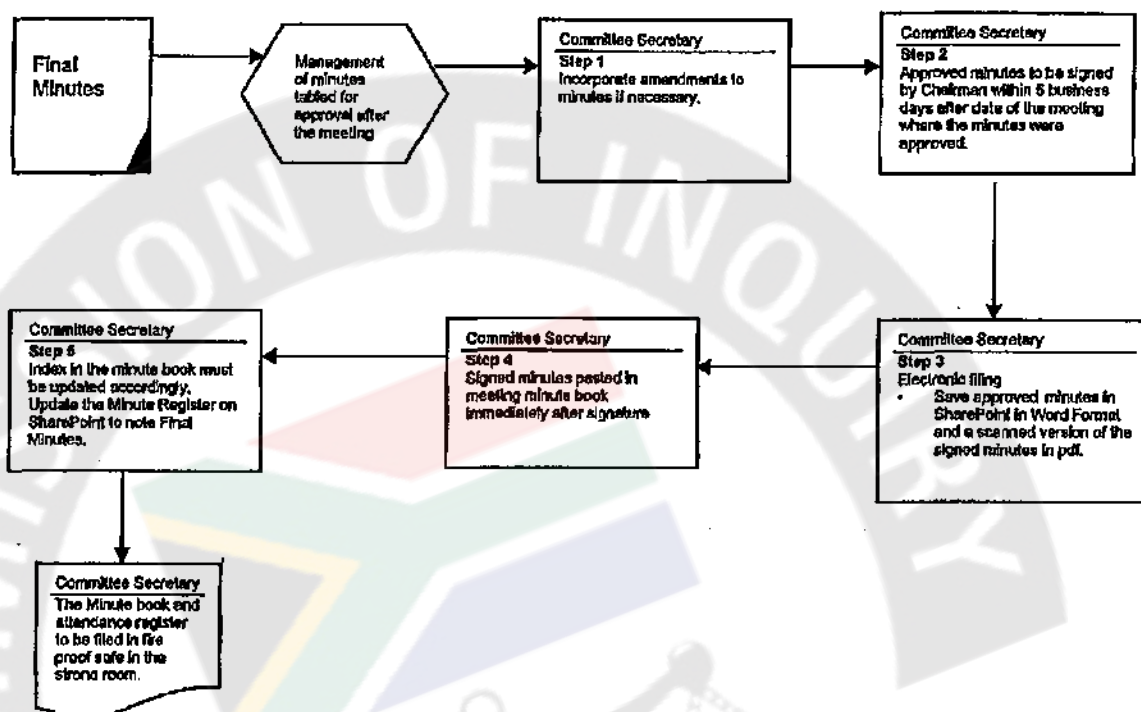 Final
Minutes
Management
of minutes
tabled for
approval after
the meeting
Committee Secretary
Step 1
Incorporate amendments to
minutes if necessary.
Committee Secretary
Step 2
Approved minutes to be signed
by Chairman within 5 business
days after date of the meeting
where the minutes were
approved.
Committee Secretary
Step 3
Electronic filing
• Save approved minutes in
SharePoint in Word Format
and a scanned version of the
signed minutes in pdf.
Committee Secretary
Step 4
Signed minutes pasted in
meeting minute book
immediately after signature
Committee Secretary
Step 5
Index in the minute book must
be updated accordingly.
Update the Minute Register on
SharePoint to note Final
Minutes.
Committee Secretary
The Minute book and
attendance register
to be filed in fire
proof safe in the
strong room.
ION OF INQUIRY